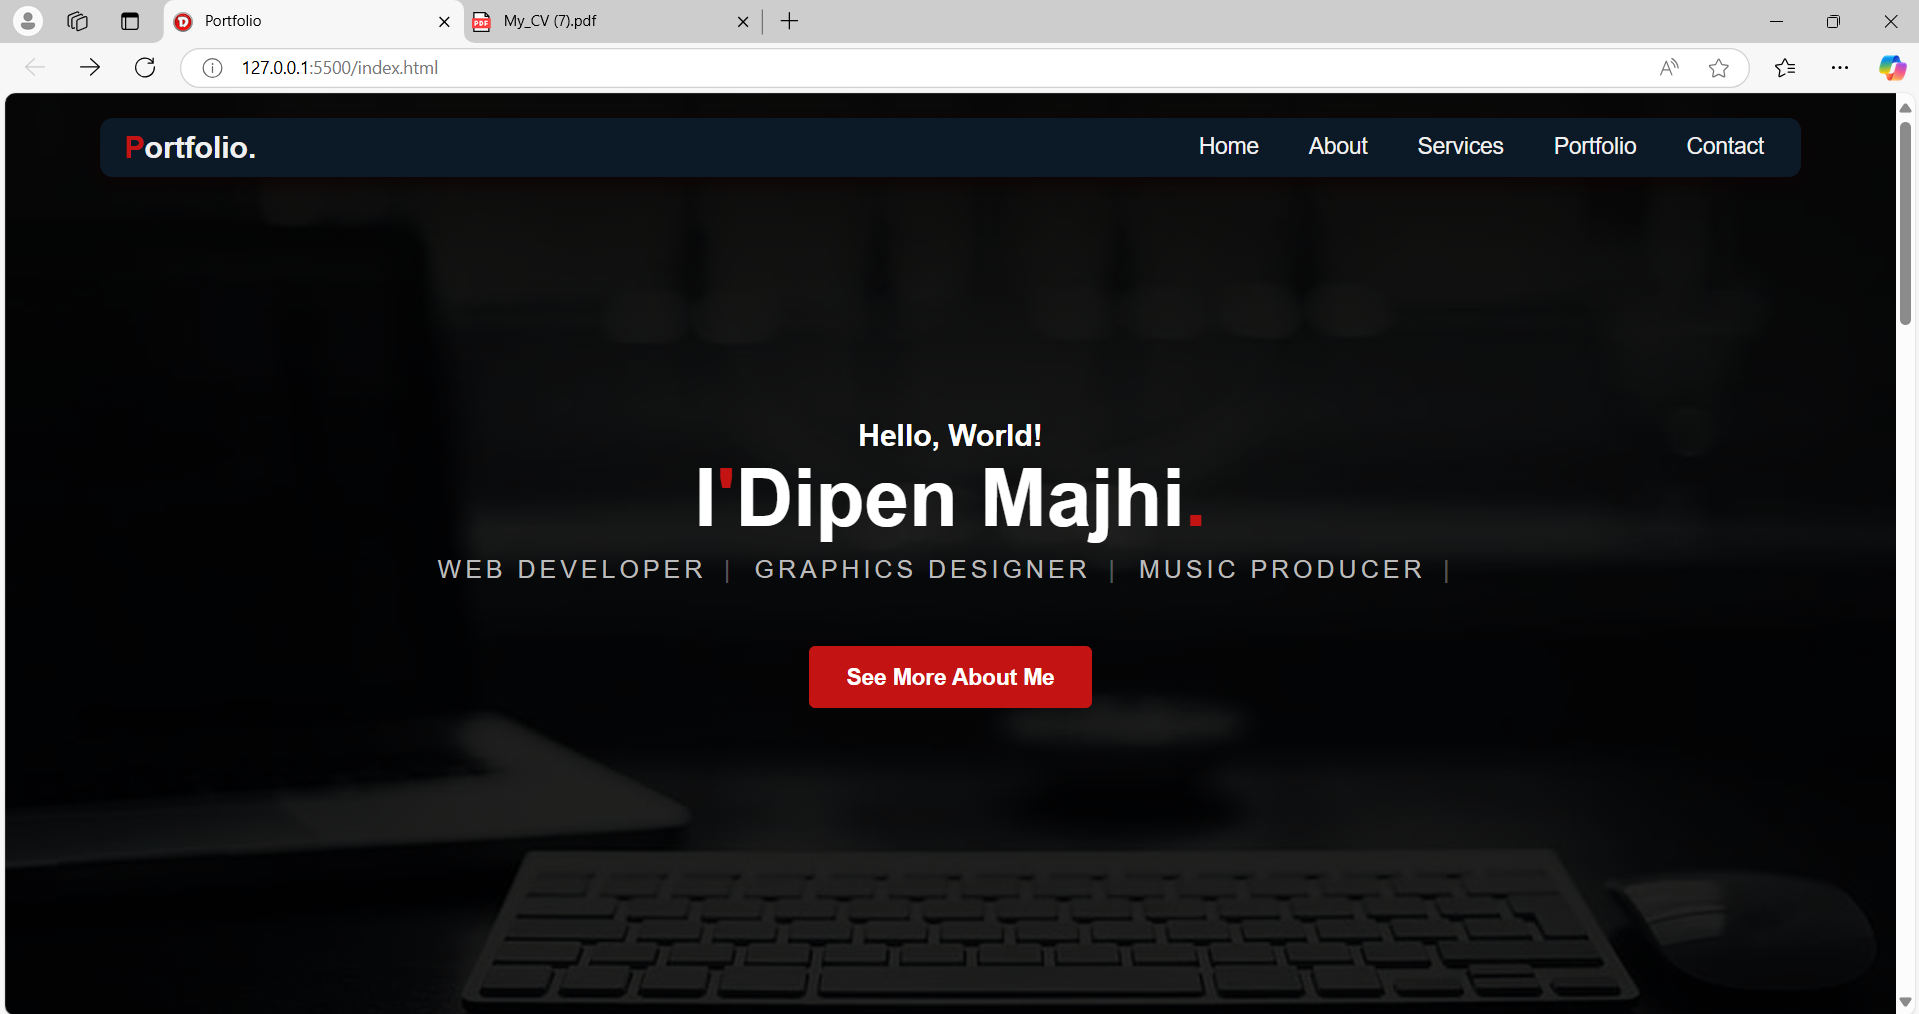 Portfolio
My_CV (7).pdf
127.0.0.1:5500/index.html
Portfolio.
Home About Services Portfolio Contact
Hello, World!
I'Dipen Majhi.
WEB DEVELOPER | GRAPHICS DESIGNER | MUSIC PRODUCER |
See More About Me